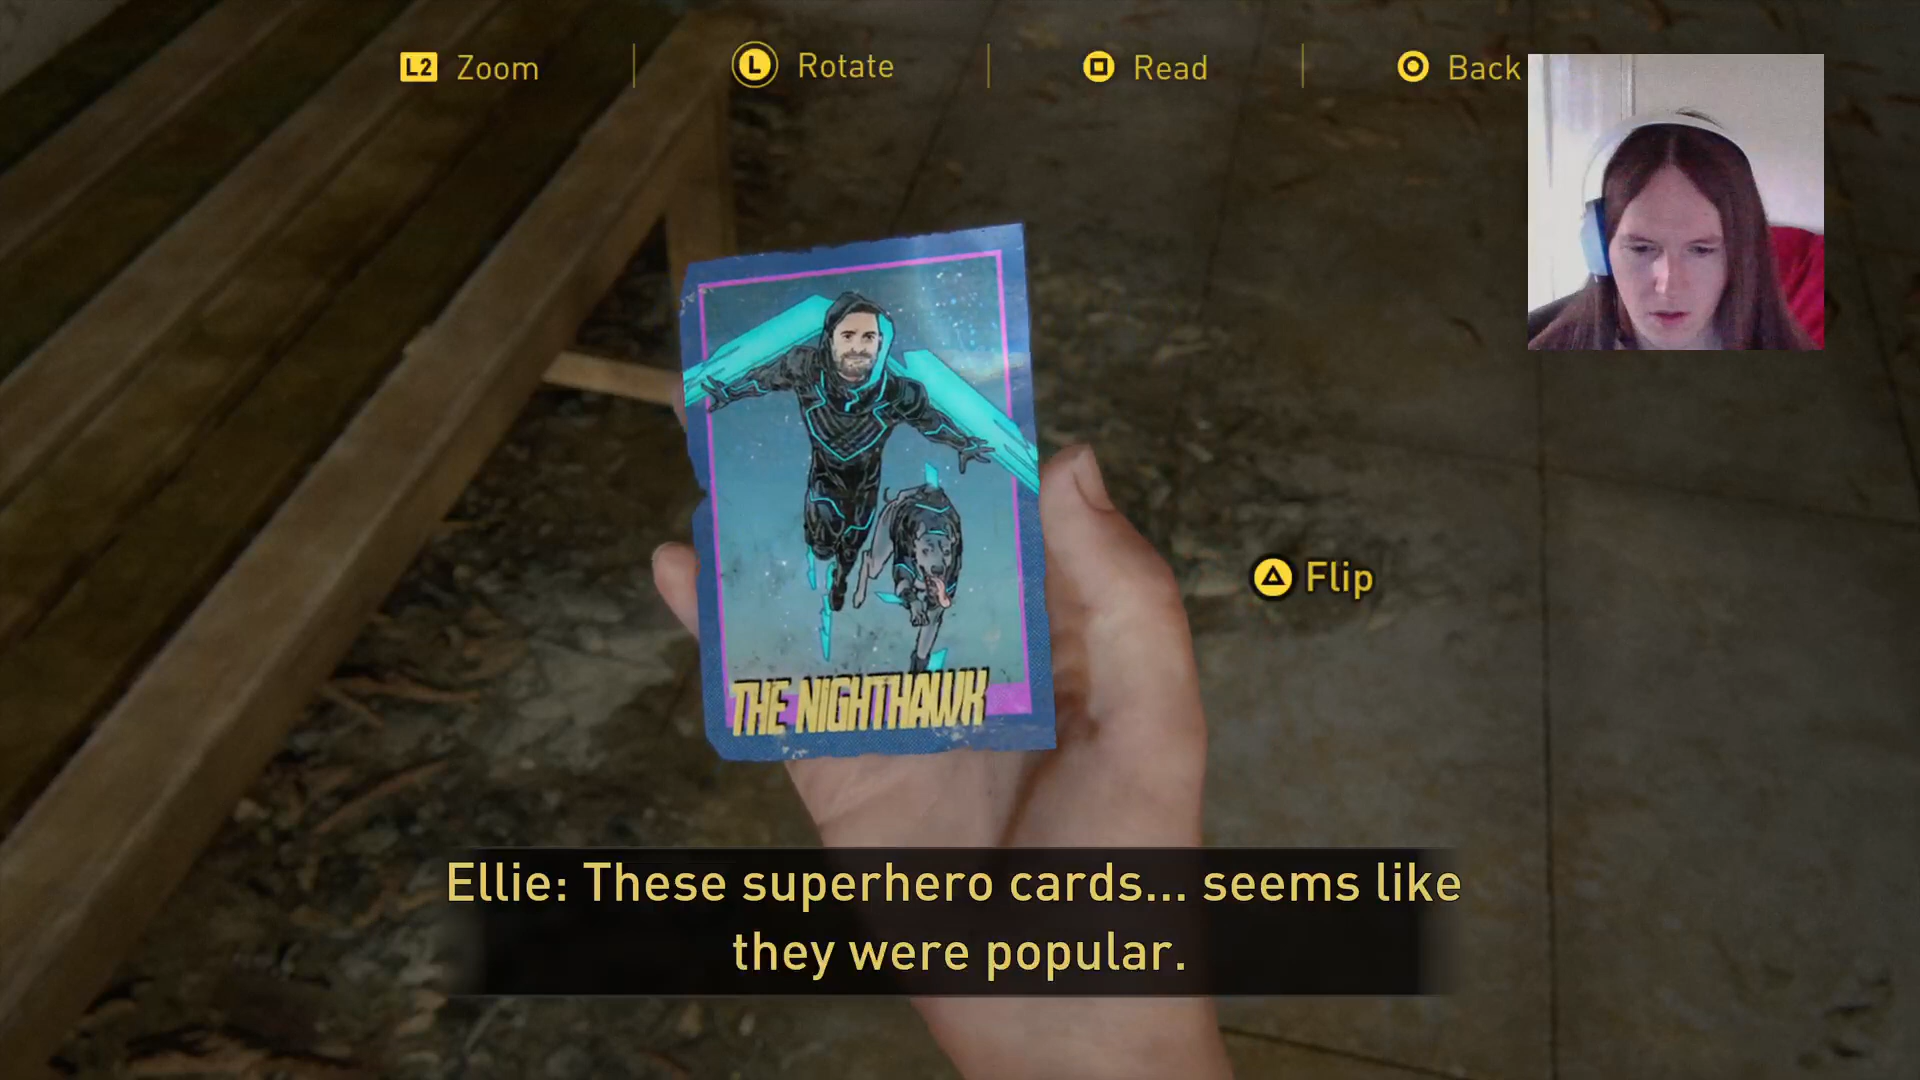 L2 Zoom
L Rotate
Read
Back
THE NIGHTHAWK
Flip
Ellie: These superhero cards... seems like
they were popular.